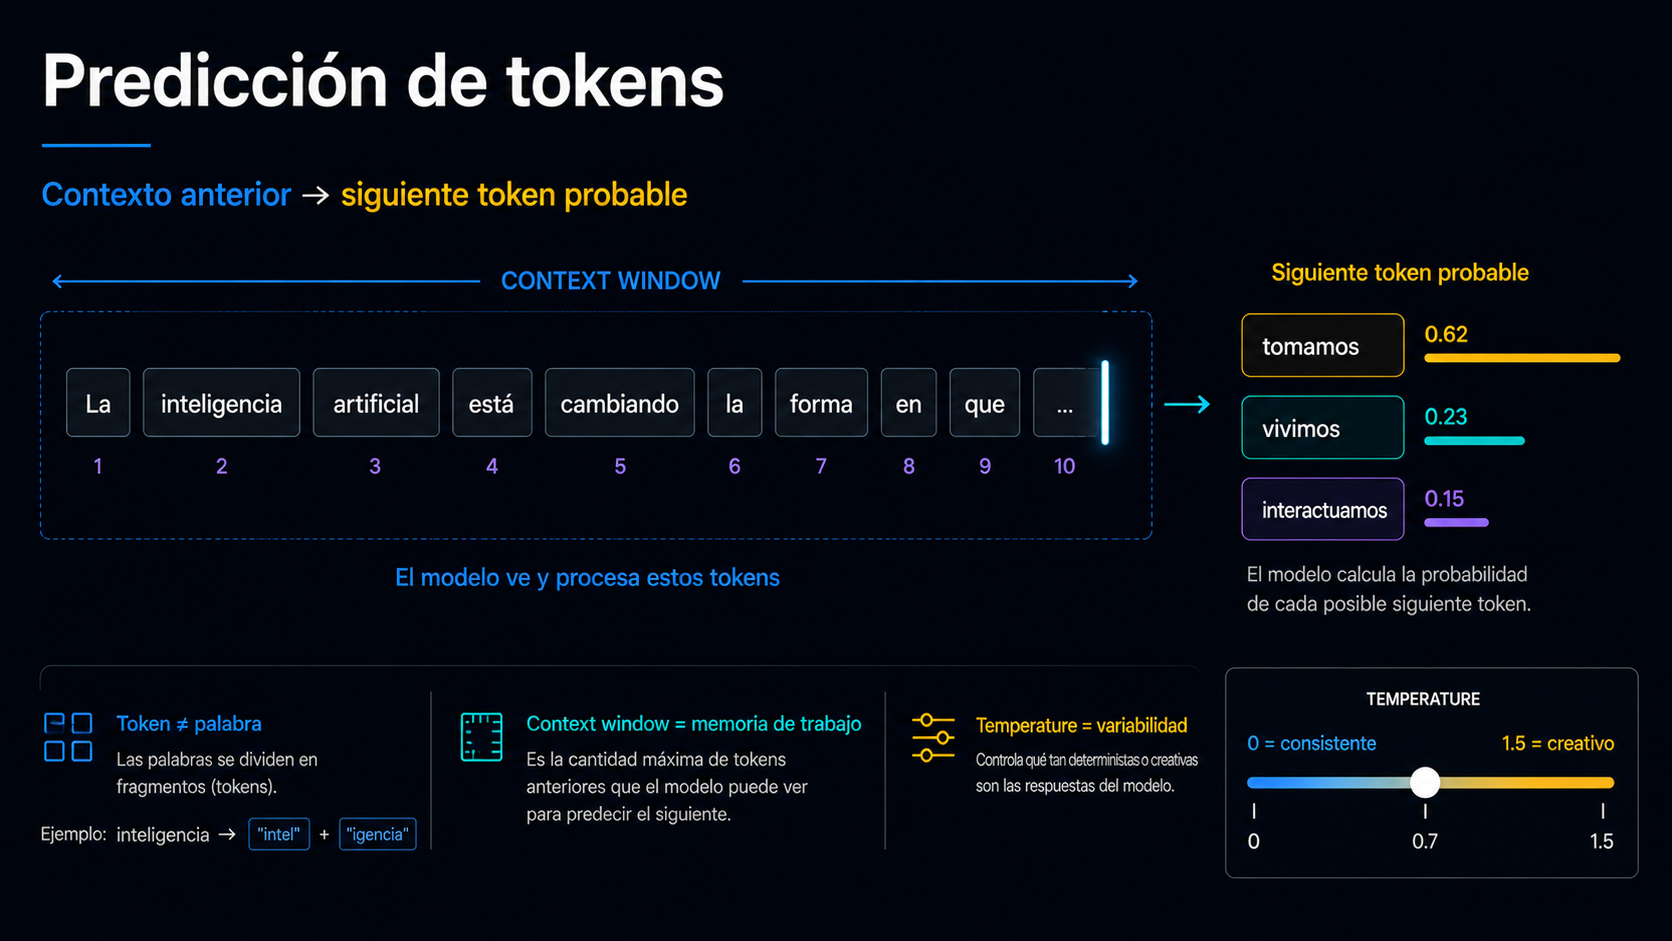 Predicción de tokens
Contexto anterior → siguiente token probable
CONTEXT WINDOW
La inteligencia artificial está cambiando la forma en que ...
1 2 3 4 5 6 7 8 9 10
El modelo ve y procesa estos tokens
Siguiente token probable
tomamos 0.62
vivimos 0.23
interactuamos 0.15
El modelo calcula la probabilidad
de cada posible siguiente token.
Token ≠ palabra
Las palabras se dividen en
fragmentos (tokens).
Ejemplo: inteligencia → "intel" + "igencia"
Context window = memoria de trabajo
Es la cantidad máxima de tokens
anteriores que el modelo puede ver
para predecir el siguiente.
Temperature = variabilidad
Controla qué tan deterministas o creativas
son las respuestas del modelo.
TEMPERATURE
0 = consistente 1.5 = creativo
0 0.7 1.5